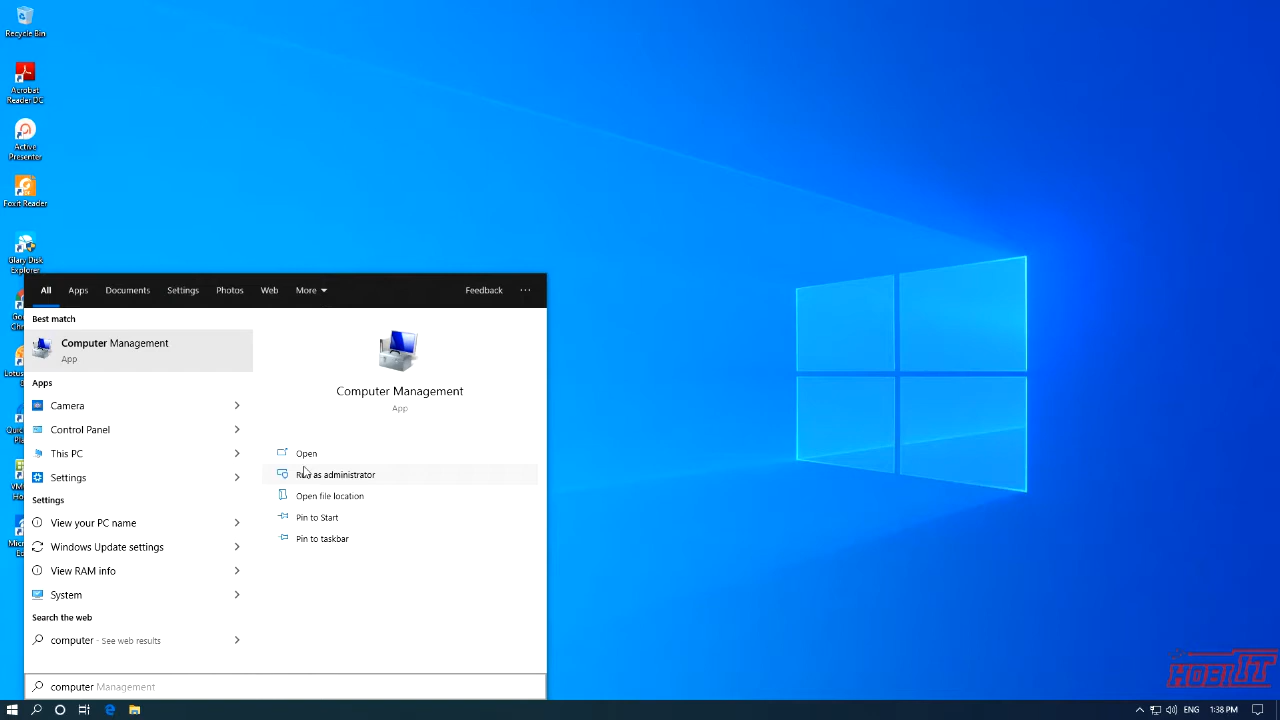 Recycle Bin
Acrobat
Reader DC
Active
Presenter
Foxit Reader
Glary Disk
Explorer
All
Apps
Documents
Settings
Photos
Web
More
Feedback
Best match
Computer Management
App
Apps
Camera
Control Panel
This PC
Settings
Settings
View your PC name
Windows Update settings
View RAM info
System
Search the web
computer - See web results
Computer Management
App
Open
Run as administrator
Open file location
Pin to Start
Pin to taskbar
computer Management
HOBIIT
ENG
1:38 PM